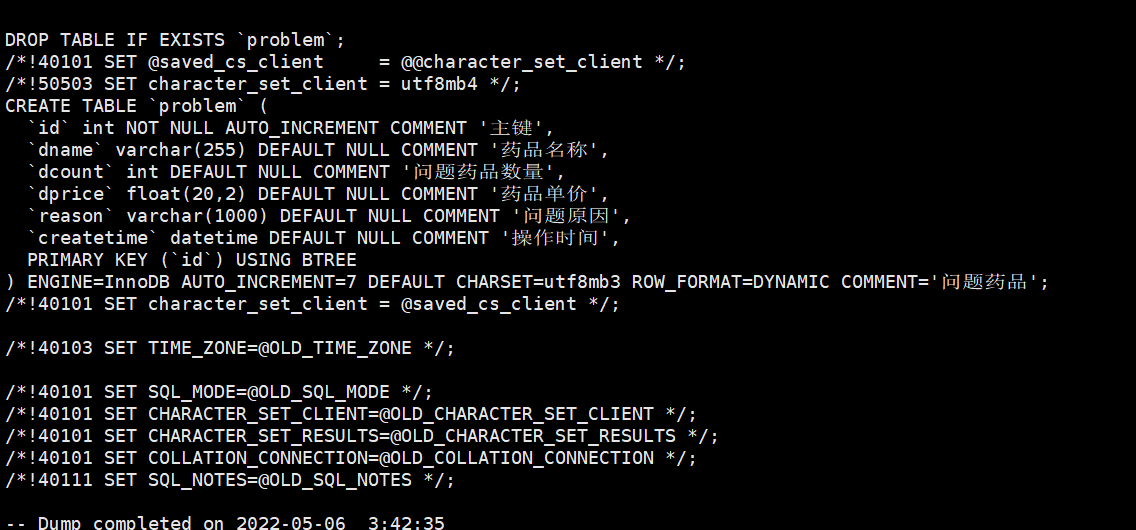 DROP TABLE IF EXISTS `problem`;
/*!40101 SET @saved_cs_client     = @@character_set_client */;
/*!50503 SET character_set_client = utf8mb4 */;
CREATE TABLE `problem` (
  `id` int NOT NULL AUTO_INCREMENT COMMENT '主键',
  `dname` varchar(255) DEFAULT NULL COMMENT '药品名称',
  `dcount` int DEFAULT NULL COMMENT '问题药品数量',
  `dprice` float(20,2) DEFAULT NULL COMMENT '药品单价',
  `reason` varchar(1000) DEFAULT NULL COMMENT '问题原因',
  `createtime` datetime DEFAULT NULL COMMENT '操作时间',
  PRIMARY KEY (`id`) USING BTREE
) ENGINE=InnoDB AUTO_INCREMENT=7 DEFAULT CHARSET=utf8mb3 ROW_FORMAT=DYNAMIC COMMENT='问题药品';
/*!40101 SET character_set_client = @saved_cs_client */;
/*!40103 SET TIME_ZONE=@OLD_TIME_ZONE */;
/*!40101 SET SQL_MODE=@OLD_SQL_MODE */;
/*!40101 SET CHARACTER_SET_CLIENT=@OLD_CHARACTER_SET_CLIENT */;
/*!40101 SET CHARACTER_SET_RESULTS=@OLD_CHARACTER_SET_RESULTS */;
/*!40101 SET COLLATION_CONNECTION=@OLD_COLLATION_CONNECTION */;
/*!40111 SET SQL_NOTES=@OLD_SQL_NOTES */;
-- Dump completed on 2022-05-06  3:42:35